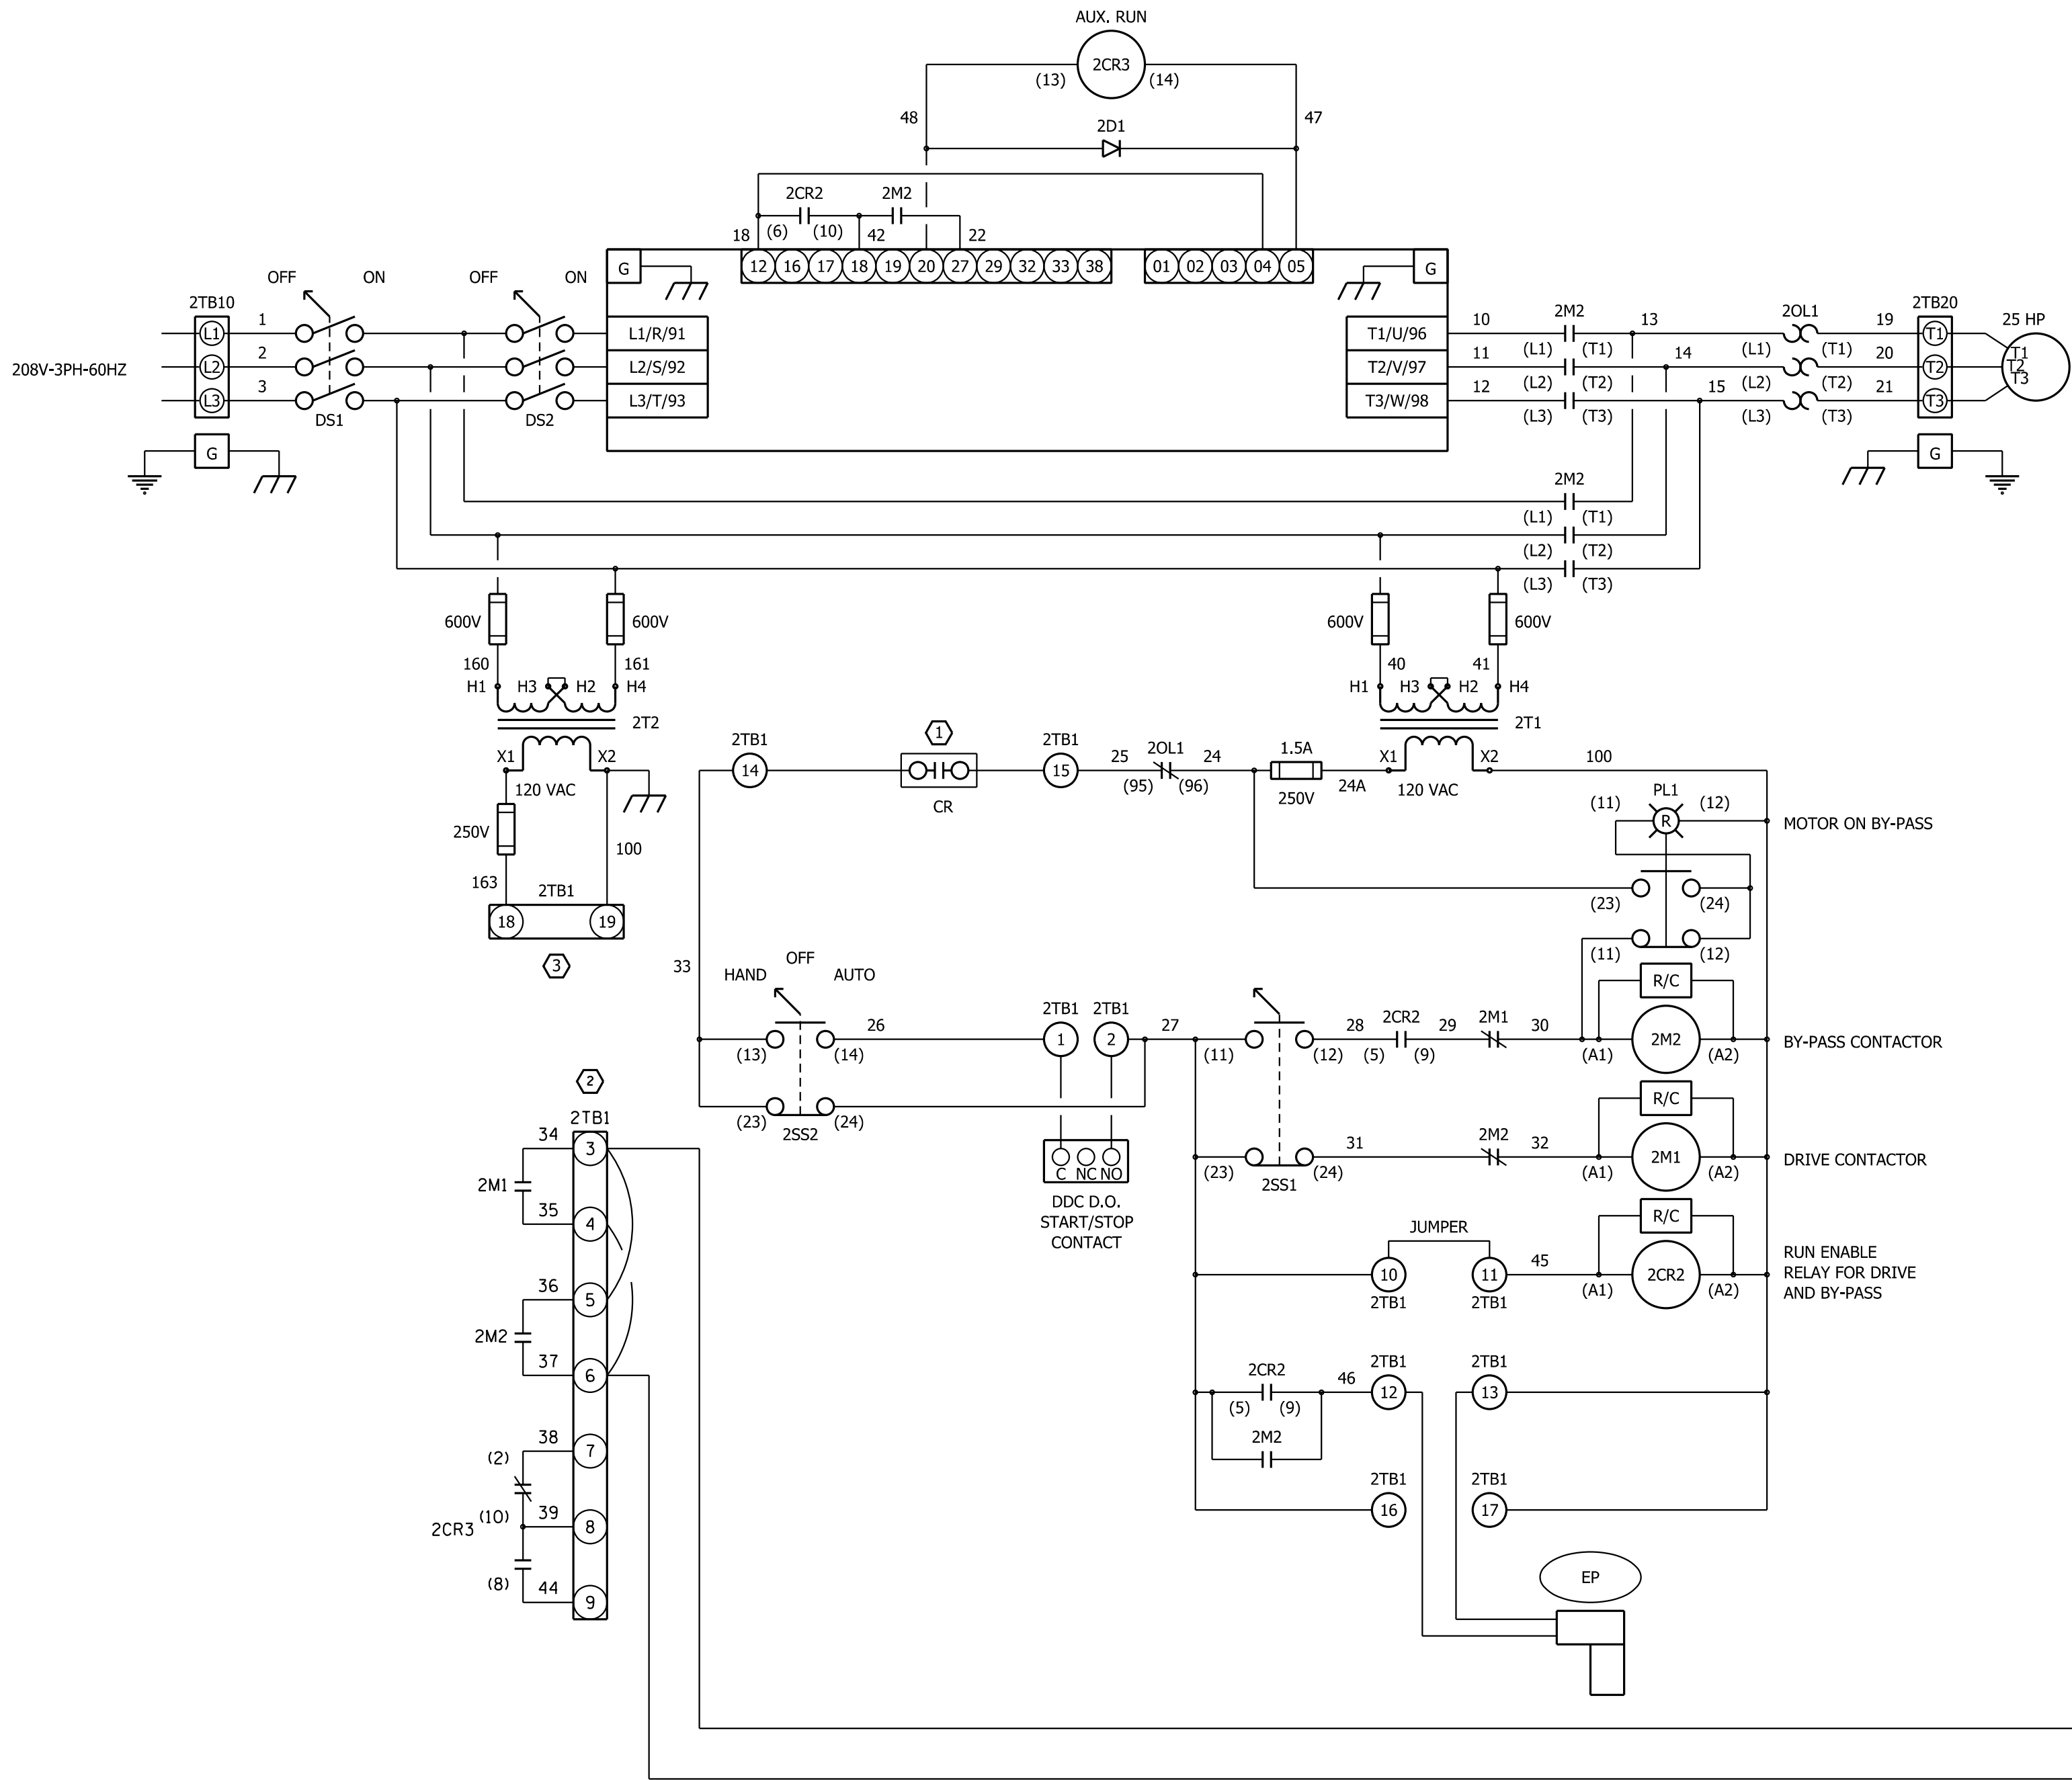 AUX. RUN
2CR3
(13) (14)
48 47
2D1
2CR2 2M2
18 (6) (10) 42 22
12 16 17 18 19 20 27 29 32 33 38 01 02 03 04 05
G G
OFF ON OFF ON
2TB10
208V-3PH-60HZ
L1 1
L2 2
L3 3
DS1 DS2
G
L1/R/91
L2/S/92
L3/T/93
T1/U/96
T2/V/97
T3/W/98
10 2M2 13 2OL1 19 2TB20 25 HP
(L1) (T1) (L1) (T1) T1 T1
11 14 20
(L2) (T2) (L2) (T2) T2 T2
12 15 21
(L3) (T3) (L3) (T3) T3 T3
G
2M2
(L1) (T1)
(L2) (T2)
(L3) (T3)
600V 600V 600V 600V
160 161 40 41
H1 H3 H2 H4 H1 H3 H2 H4
2T2 2T1
X1 X2 X1 X2
120 VAC 120 VAC
250V
100
163
2TB1
18 19
3
1
2TB1 2TB1
14 15
CR
25 2OL1 24 1.5A
(95) (96) 250V 24A
100
PL1
(11) (12)
R MOTOR ON BY-PASS
(23) (24)
(11) (12)
33
OFF
HAND AUTO
26 2TB1 2TB1 27
1 2
(13) (14)
(23) (24)
2SS2
C NC NO
DDC D.O.
START/STOP
CONTACT
R/C
28 2CR2 29 2M1 30
(11) (12) (5) (9) (A1) 2M2 (A2) BY-PASS CONTACTOR
R/C
31 2M2 32
(23) (24) (A1) 2M1 (A2) DRIVE CONTACTOR
2SS1
R/C
JUMPER
10 11 45 (A1) 2CR2 (A2)
2TB1 2TB1
RUN ENABLE
RELAY FOR DRIVE
AND BY-PASS
2CR2 46 2TB1 2TB1
(5) (9) 12 13
2M2
2TB1 2TB1
16 17
EP
2
2TB1
34 3
2M1
35 4
36 5
2M2
37 6
38 7
(2)
39 8
(10)
2CR3
(8)
44 9